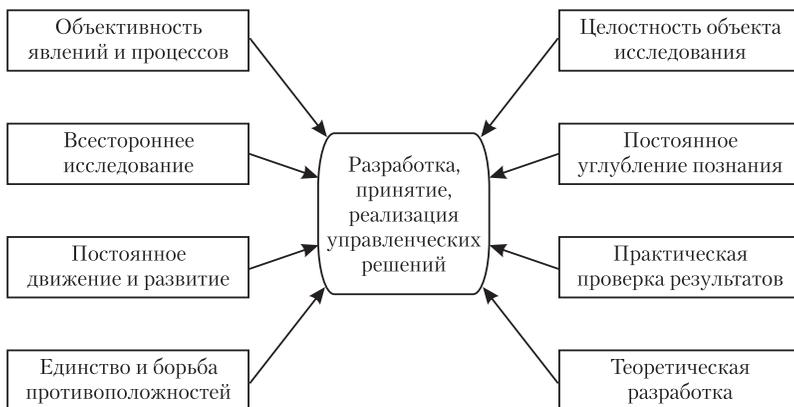 Объективность
явлений и процессов
Целостность объекта
исследования
Всестороннее
исследование
Постоянное
углубление познания
Разработка,
принятие,
реализация
управленческих
решений
Постоянное
движение и развитие
Практическая
проверка результатов
Единство и борьба
противоположностей
Теоретическая
разработка